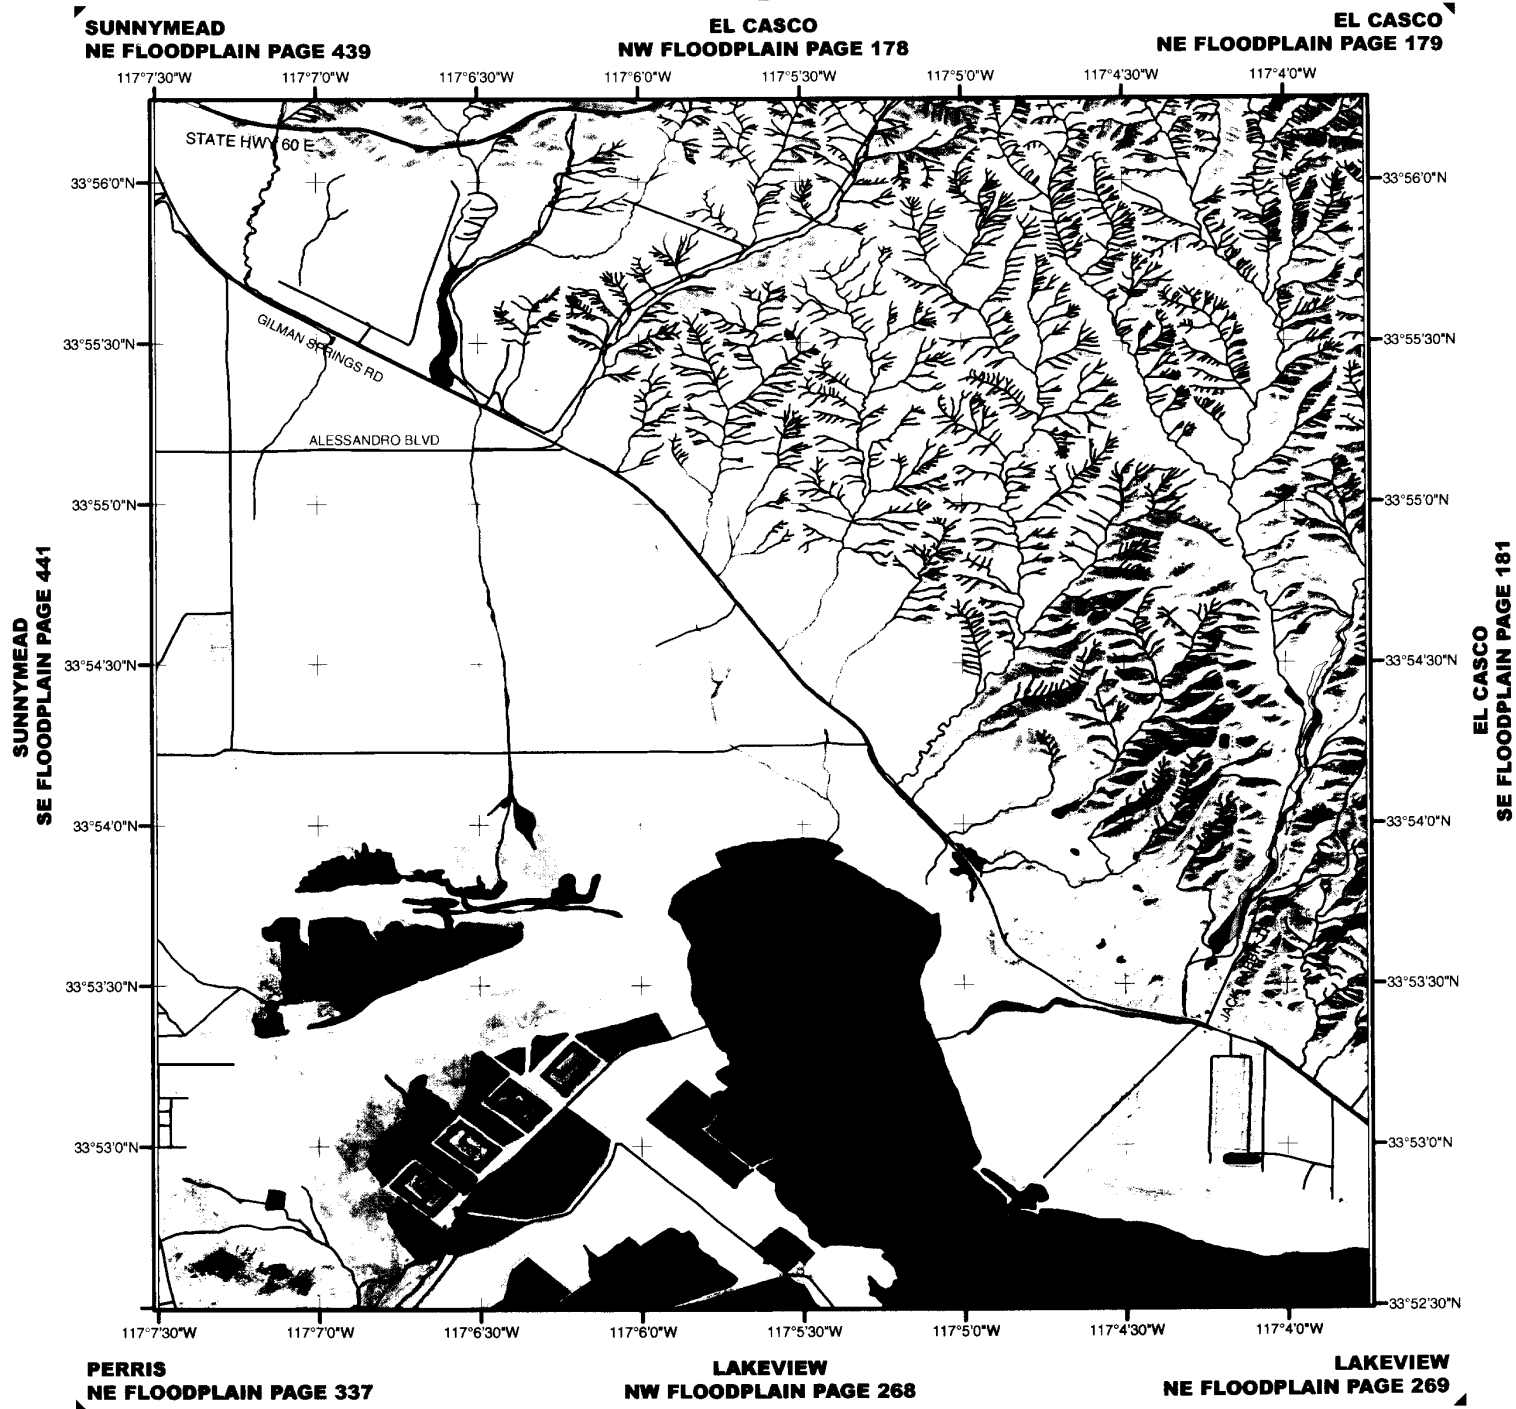 SUNNYMEAD
NE FLOODPLAIN PAGE 439
EL CASCO
NW FLOODPLAIN PAGE 178
EL CASCO
NE FLOODPLAIN PAGE 179
117°7'30"W 117°7'0"W 117°6'30"W 117°6'0"W 117°5'30"W 117°5'0"W 117°4'30"W 117°4'0"W
STATE HWY 60 E
33°56'0"N 33°56'0"N
GILMAN SPRINGS RD
33°55'30"N 33°55'30"N
ALESSANDRO BLVD
33°55'0"N 33°55'0"N
SUNNYMEAD
SE FLOODPLAIN PAGE 441
EL CASCO
SE FLOODPLAIN PAGE 181
33°54'30"N 33°54'30"N
33°54'0"N 33°54'0"N
33°53'30"N 33°53'30"N
33°53'0"N 33°53'0"N
33°52'30"N
117°7'30"W 117°7'0"W 117°6'30"W 117°6'0"W 117°5'30"W 117°5'0"W 117°4'30"W 117°4'0"W
PERRIS
NE FLOODPLAIN PAGE 337
LAKEVIEW
NW FLOODPLAIN PAGE 268
LAKEVIEW
NE FLOODPLAIN PAGE 269